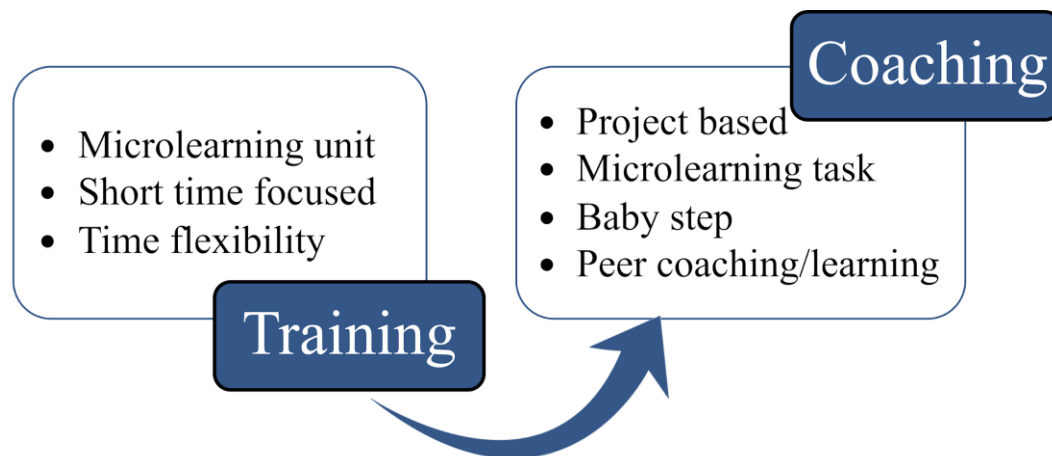 • Microlearning unit
• Short time focused
• Time flexibility
Training
Coaching
• Project based
• Microlearning task
• Baby step
• Peer coaching/learning